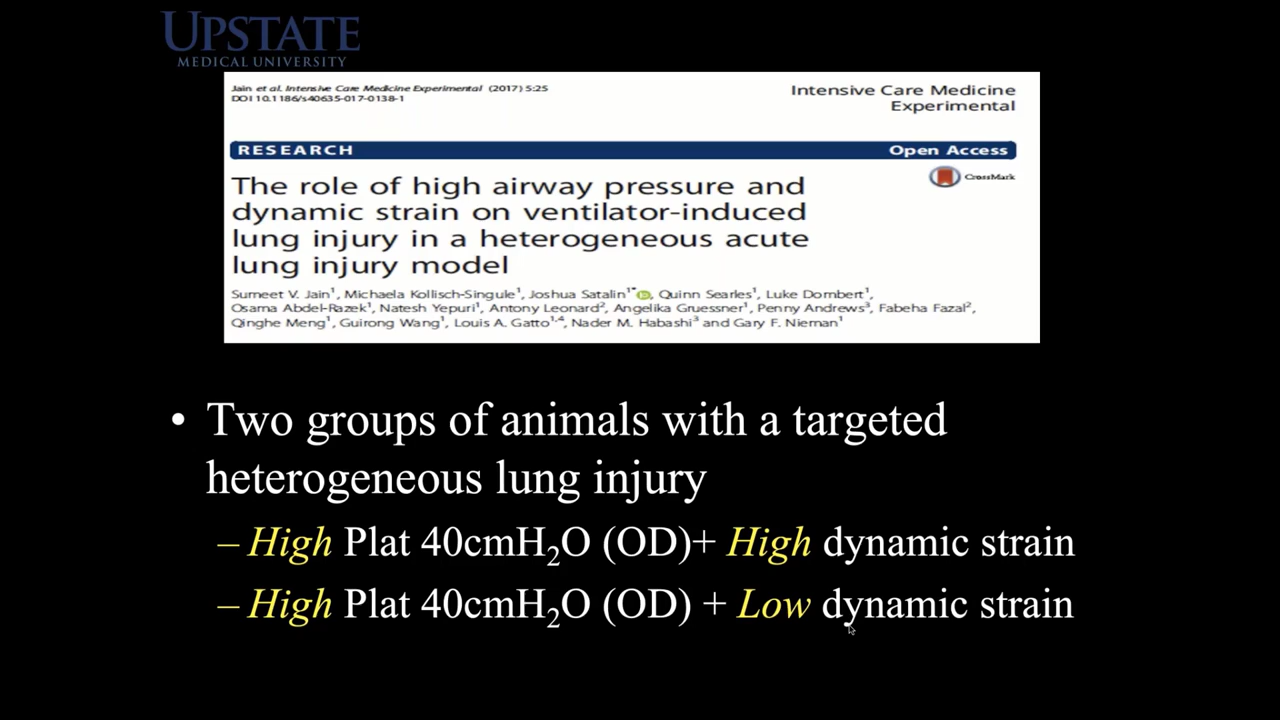 UPSTATE
MEDICAL UNIVERSITY
Jain et al. Intensive Care Medicine Experimental (2017) 5:25
DOI 10.1186/s40635-017-0138-1
Intensive Care Medicine
Experimental
RESEARCH
Open Access
CrossMark
The role of high airway pressure and
dynamic strain on ventilator-induced
lung injury in a heterogeneous acute
lung injury model
Sumeet V. Jain¹, Michaela Kollisch-Singule¹, Joshua Satalin¹* iD, Quinn Searles¹, Luke Dombert¹,
Osama Abdel-Razek¹, Natesh Yepuri¹, Antony Leonard², Angelika Gruessner¹, Penny Andrews³, Fabeha Fazal²,
Qinghe Meng¹, Guirong Wang¹, Louis A. Gatto¹,⁴, Nader M. Habashi³ and Gary F. Nieman¹
• Two groups of animals with a targeted
heterogeneous lung injury
– High Plat 40cmH₂O (OD)+ High dynamic strain
– High Plat 40cmH₂O (OD) + Low dynamic strain